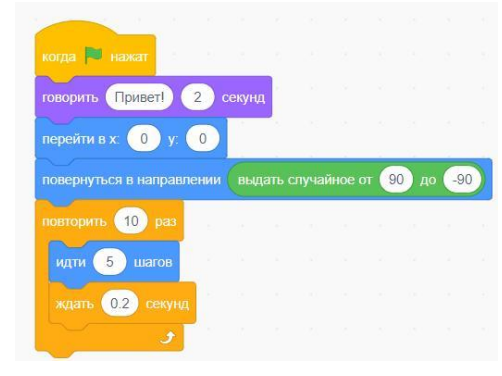 когда нажат
говорить Привет! 2 секунд
перейти в x: 0 y: 0
повернуться в направлении выдать случайное от 90 до -90
повторить 10 раз
идти 5 шагов
ждать 0.2 секунд